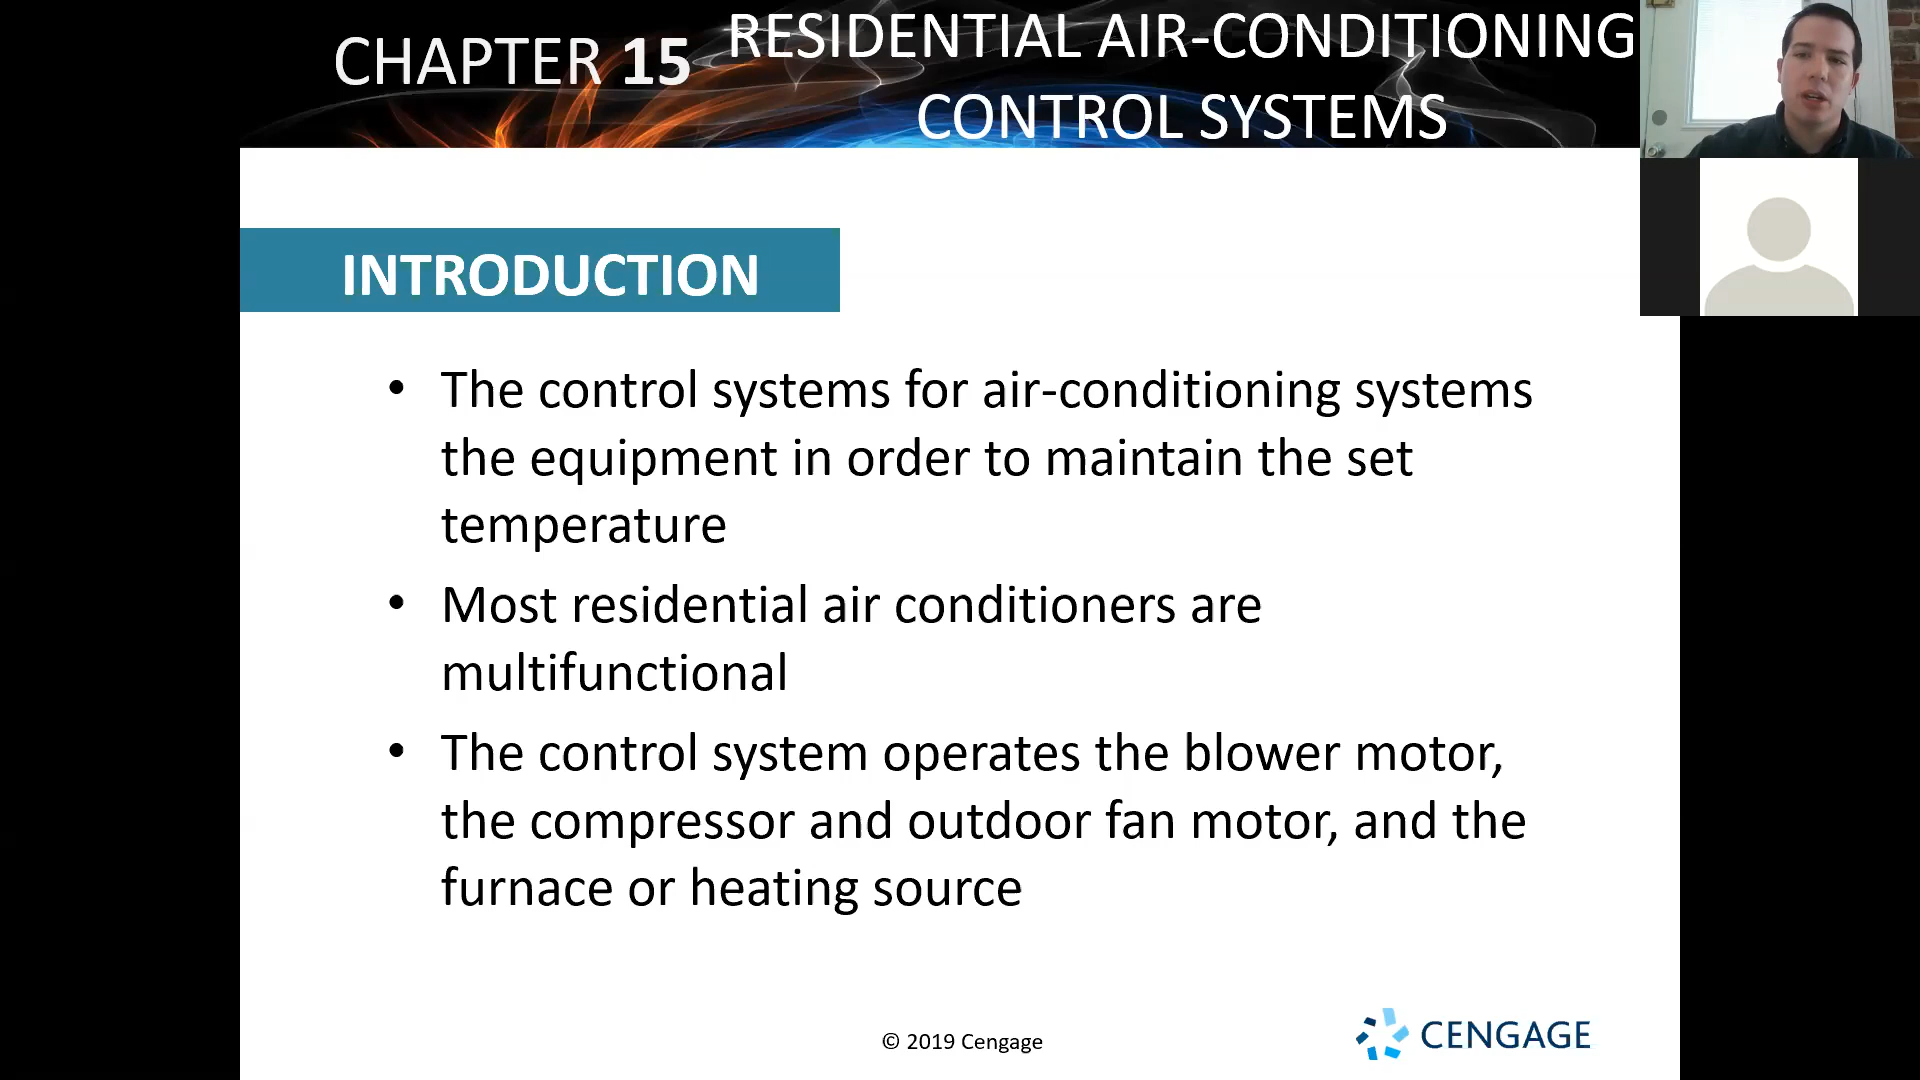 CHAPTER 15
RESIDENTIAL AIR-CONDITIONING
CONTROL SYSTEMS
INTRODUCTION
• The control systems for air-conditioning systems
the equipment in order to maintain the set
temperature
• Most residential air conditioners are
multifunctional
• The control system operates the blower motor,
the compressor and outdoor fan motor, and the
furnace or heating source
© 2019 Cengage
CENGAGE